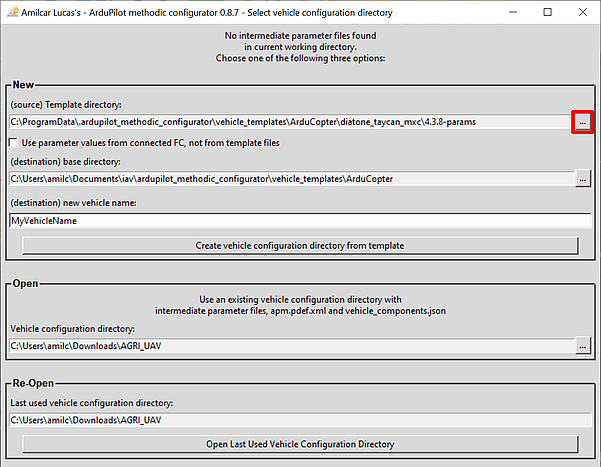 Amilcar Lucas's - ArduPilot methodic configurator 0.8.7 - Select vehicle configuration directory
No intermediate parameter files found
in current working directory.
Choose one of the following three options:
New
(source) Template directory:
C:\ProgramData\.ardupilot_methodic_configurator\vehicle_templates\ArduCopter\diatone_taycan_mxc\4.3.8-params
...
Use parameter values from connected FC, not from template files
(destination) base directory:
C:\Users\amilc\Documents\iav\ardupilot_methodic_configurator\vehicle_templates\ArduCopter
...
(destination) new vehicle name:
MyVehicleName
Create vehicle configuration directory from template
Open
Use an existing vehicle configuration directory with
intermediate parameter files, apm.pdef.xml and vehicle_components.json
Vehicle configuration directory:
C:\Users\amilc\Downloads\AGRI_UAV
...
Re-Open
Last used vehicle configuration directory:
C:\Users\amilc\Downloads\AGRI_UAV
Open Last Used Vehicle Configuration Directory